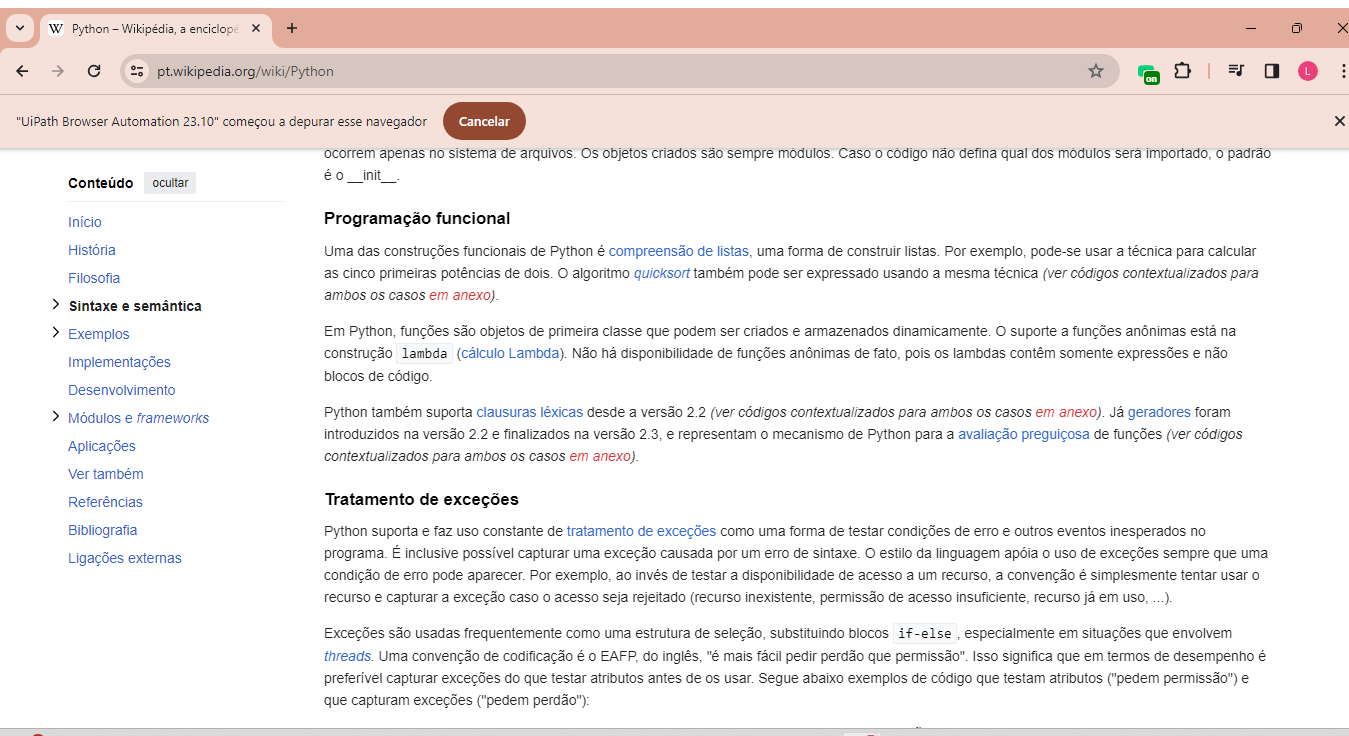 Python – Wikipédia, a enciclopé
pt.wikipedia.org/wiki/Python
on
L
"UiPath Browser Automation 23.10" começou a depurar esse navegador
Cancelar
Conteúdo
ocultar
Início
História
Filosofia
Sintaxe e semântica
Exemplos
Implementações
Desenvolvimento
Módulos e frameworks
Aplicações
Ver também
Referências
Bibliografia
Ligações externas
ocorrem apenas no sistema de arquivos. Os objetos criados são sempre módulos. Caso o código não defina qual dos módulos será importado, o padrão
é o __init__.
Programação funcional
Uma das construções funcionais de Python é compreensão de listas, uma forma de construir listas. Por exemplo, pode-se usar a técnica para calcular
as cinco primeiras potências de dois. O algoritmo quicksort também pode ser expressado usando a mesma técnica (ver códigos contextualizados para
ambos os casos em anexo).
Em Python, funções são objetos de primeira classe que podem ser criados e armazenados dinamicamente. O suporte a funções anônimas está na
construção lambda (cálculo Lambda). Não há disponibilidade de funções anônimas de fato, pois os lambdas contêm somente expressões e não
blocos de código.
Python também suporta clausuras léxicas desde a versão 2.2 (ver códigos contextualizados para ambos os casos em anexo). Já geradores foram
introduzidos na versão 2.2 e finalizados na versão 2.3, e representam o mecanismo de Python para a avaliação preguiçosa de funções (ver códigos
contextualizados para ambos os casos em anexo).
Tratamento de exceções
Python suporta e faz uso constante de tratamento de exceções como uma forma de testar condições de erro e outros eventos inesperados no
programa. É inclusive possível capturar uma exceção causada por um erro de sintaxe. O estilo da linguagem apóia o uso de exceções sempre que uma
condição de erro pode aparecer. Por exemplo, ao invés de testar a disponibilidade de acesso a um recurso, a convenção é simplesmente tentar usar o
recurso e capturar a exceção caso o acesso seja rejeitado (recurso inexistente, permissão de acesso insuficiente, recurso já em uso, ...).
Exceções são usadas frequentemente como uma estrutura de seleção, substituindo blocos if-else, especialmente em situações que envolvem
threads. Uma convenção de codificação é o EAFP, do inglês, "é mais fácil pedir perdão que permissão". Isso significa que em termos de desempenho é
preferível capturar exceções do que testar atributos antes de os usar. Segue abaixo exemplos de código que testam atributos ("pedem permissão") e
que capturam exceções ("pedem perdão"):